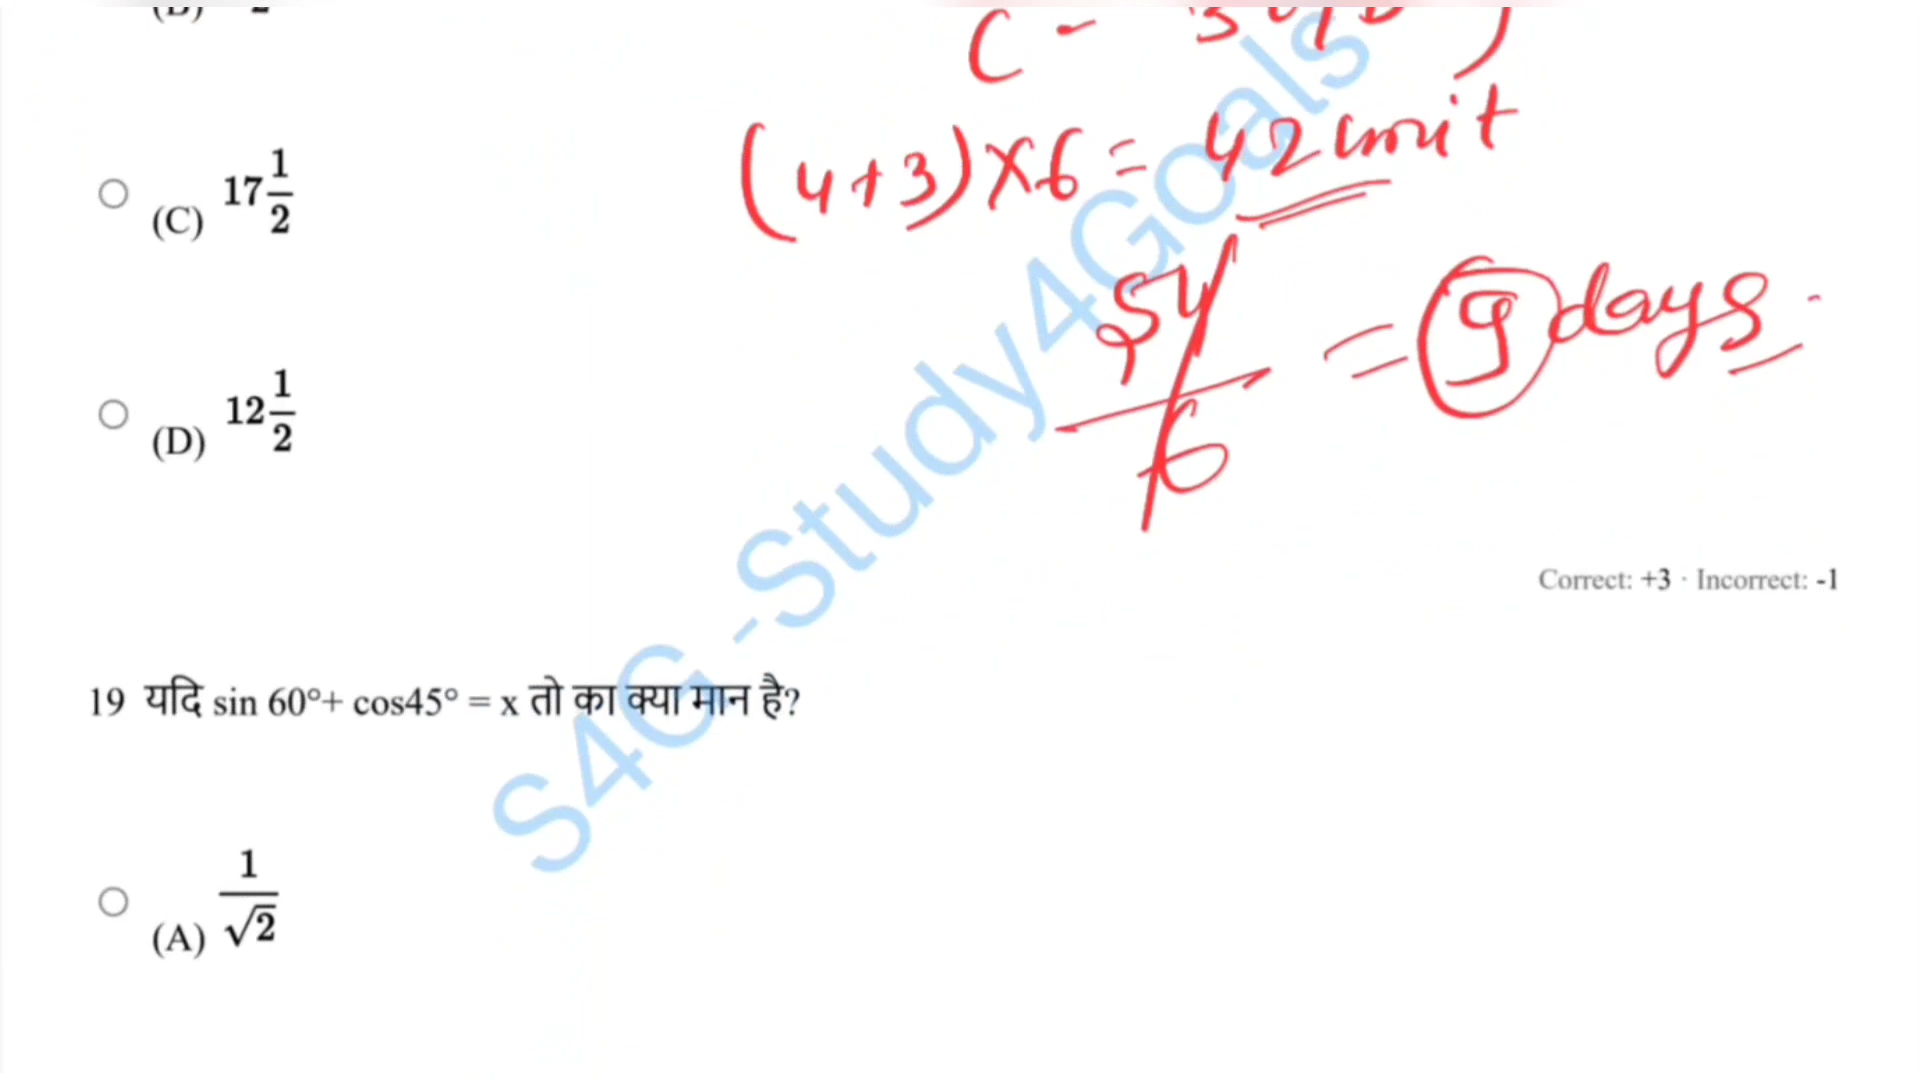 (C) 17 1/2
(4+3)×6 = 42 unit
54/6 = 9 days.
(D) 12 1/2
Correct: +3 · Incorrect: -1
19 यदि sin 60°+ cos45° = x तो का क्या मान है?
(A) 1/√2
S4G -Study4Goals